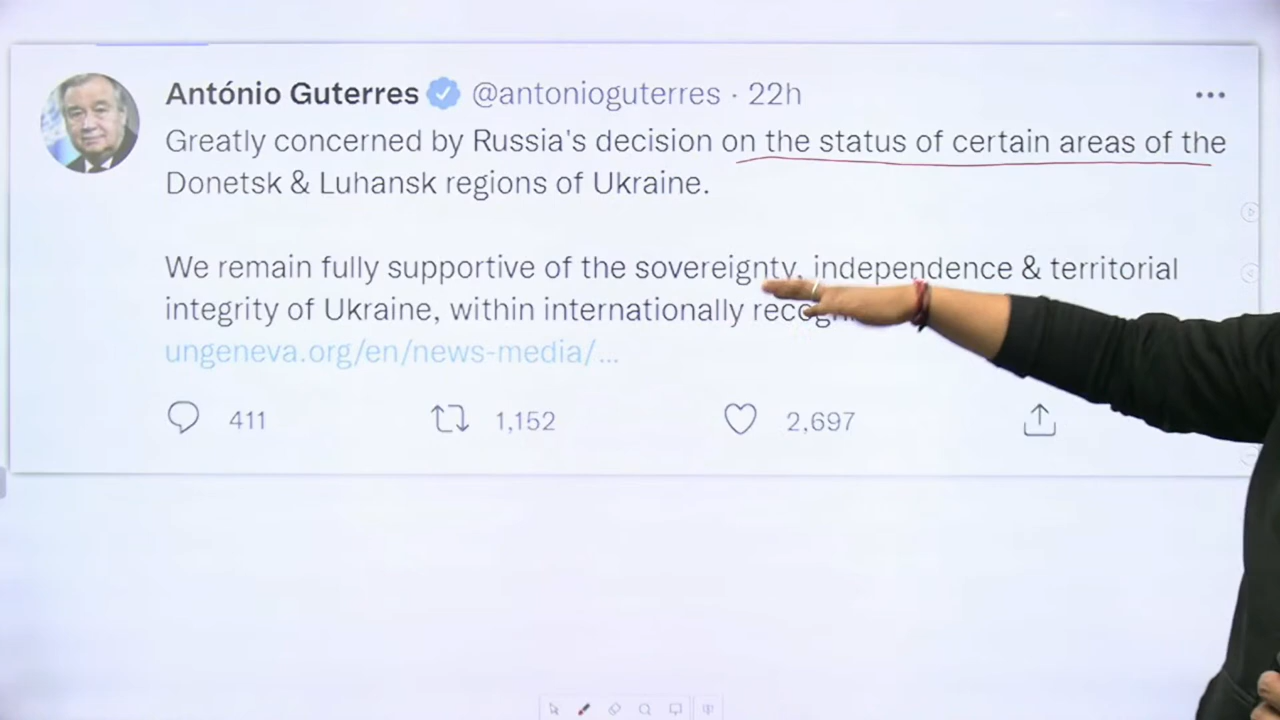 António Guterres @antonioguterres · 22h
Greatly concerned by Russia's decision on the status of certain areas of the
Donetsk & Luhansk regions of Ukraine.
We remain fully supportive of the sovereignty, independence & territorial
integrity of Ukraine, within internationally
ungeneva.org/en/news-media/...
411 1,152 2,697